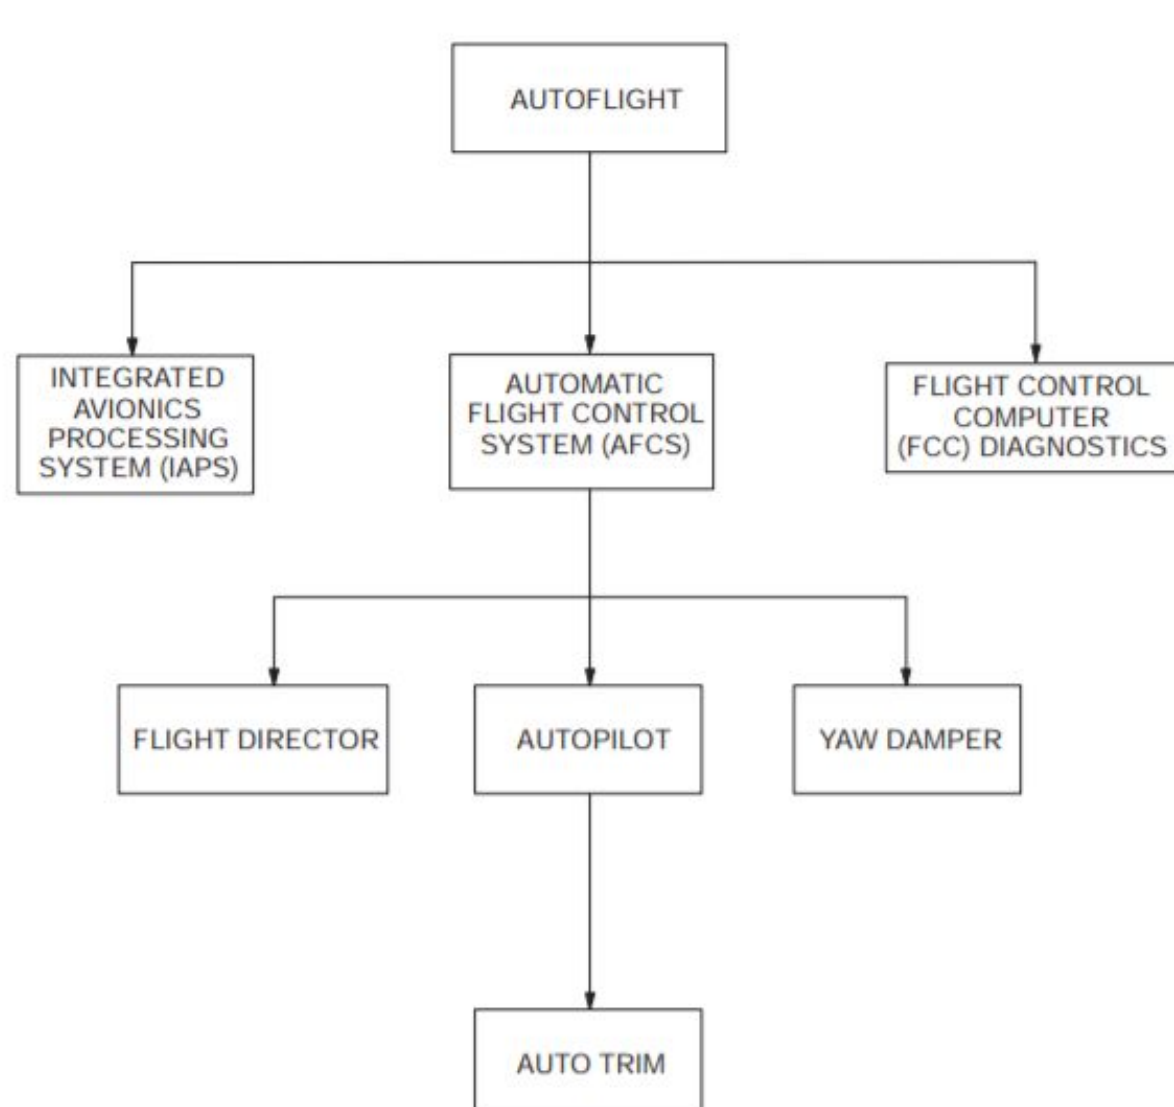 AUTOFLIGHT
INTEGRATED
AVIONICS
PROCESSING
SYSTEM (IAPS)
AUTOMATIC
FLIGHT CONTROL
SYSTEM (AFCS)
FLIGHT CONTROL
COMPUTER
(FCC) DIAGNOSTICS
FLIGHT DIRECTOR
AUTOPILOT
YAW DAMPER
AUTO TRIM